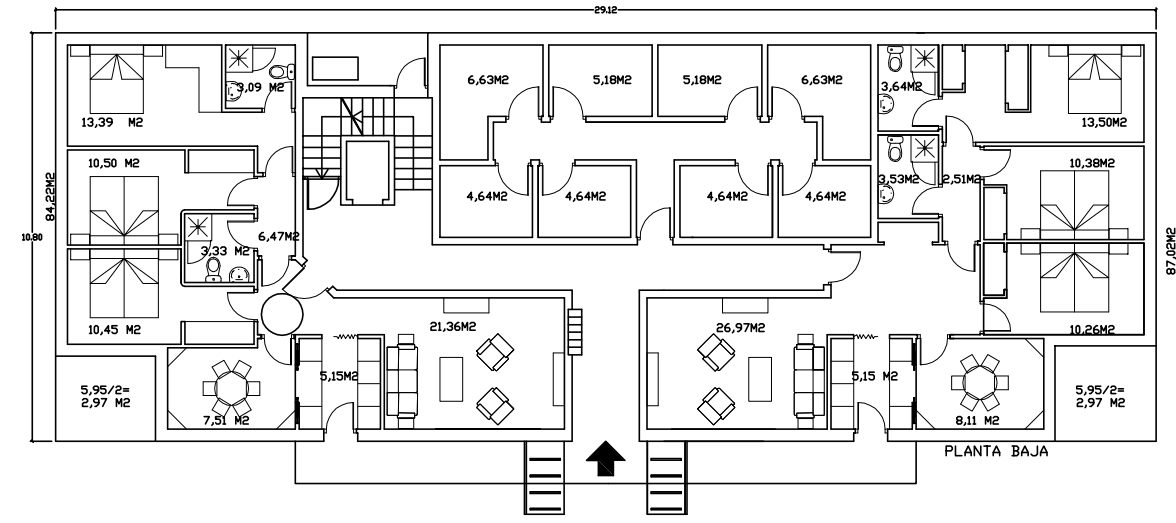 29.12
6,63M2
5,18M2
5,18M2
6,63M2
3,09 M2
3,64M2
13,39 M2
13,50M2
10,50 M2
10,38M2
84.22M2
4,64M2
4,64M2
4,64M2
4,64M2
3,53M2
2,51M2
10.80
3,33 M2
6,47M2
87,02M2
10,45 M2
21,36M2
26,97M2
10,26M2
5,95/2=
2,97 M2
5,15M2
5,15 M2
5,95/2=
2,97 M2
7,51 M2
8,11 M2
PLANTA BAJA